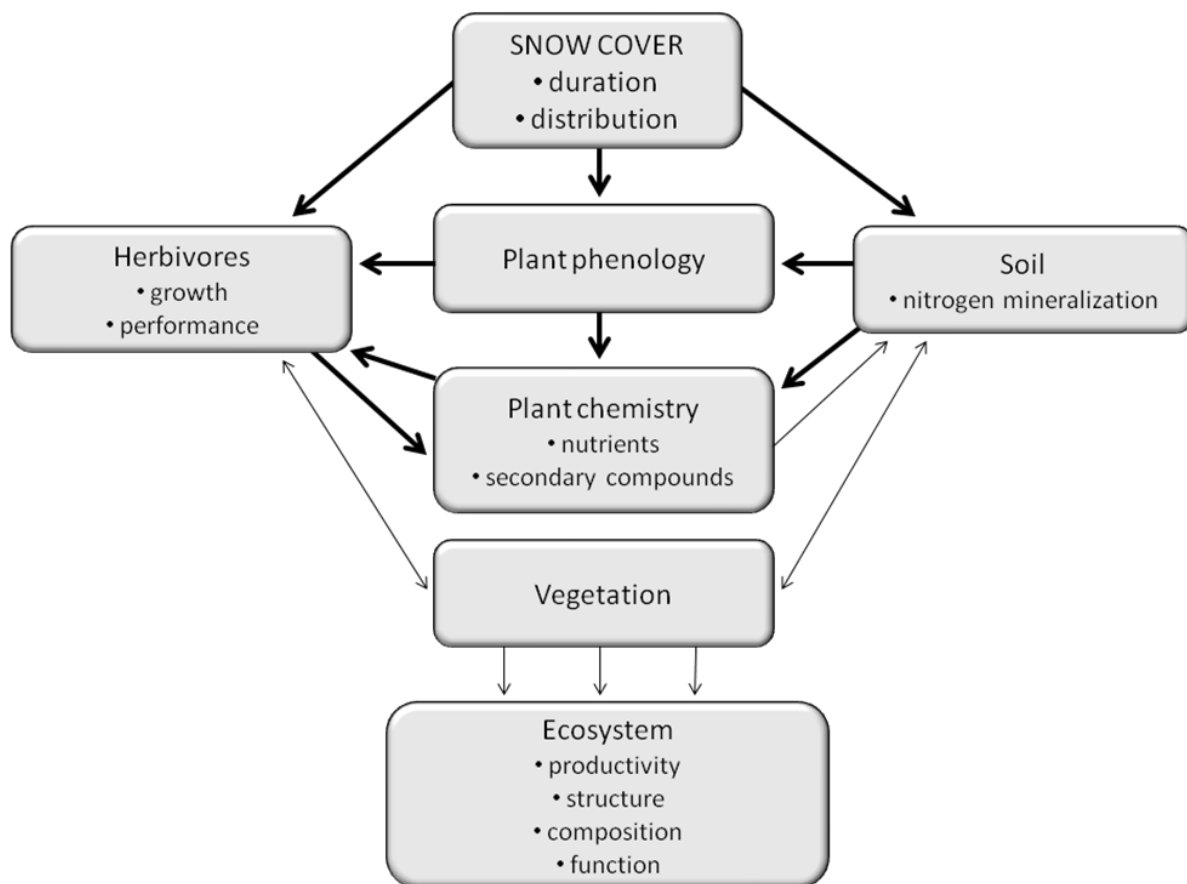 SNOW COVER
• duration
• distribution
Herbivores
• growth
• performance
Plant phenology
Soil
• nitrogen mineralization
Plant chemistry
• nutrients
• secondary compounds
Vegetation
Ecosystem
• productivity
• structure
• composition
• function